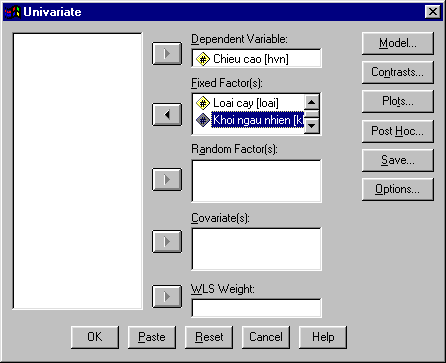 Univariate
Dependent Variable:
Chieu cao [hvn]
Fixed Factor(s):
Loai cay [loai]
Khoi ngau nhien [k
Random Factor(s):
Covariate(s):
WLS Weight:
Model...
Contrasts...
Plots...
Post Hoc...
Save...
Options...
OK
Paste
Reset
Cancel
Help